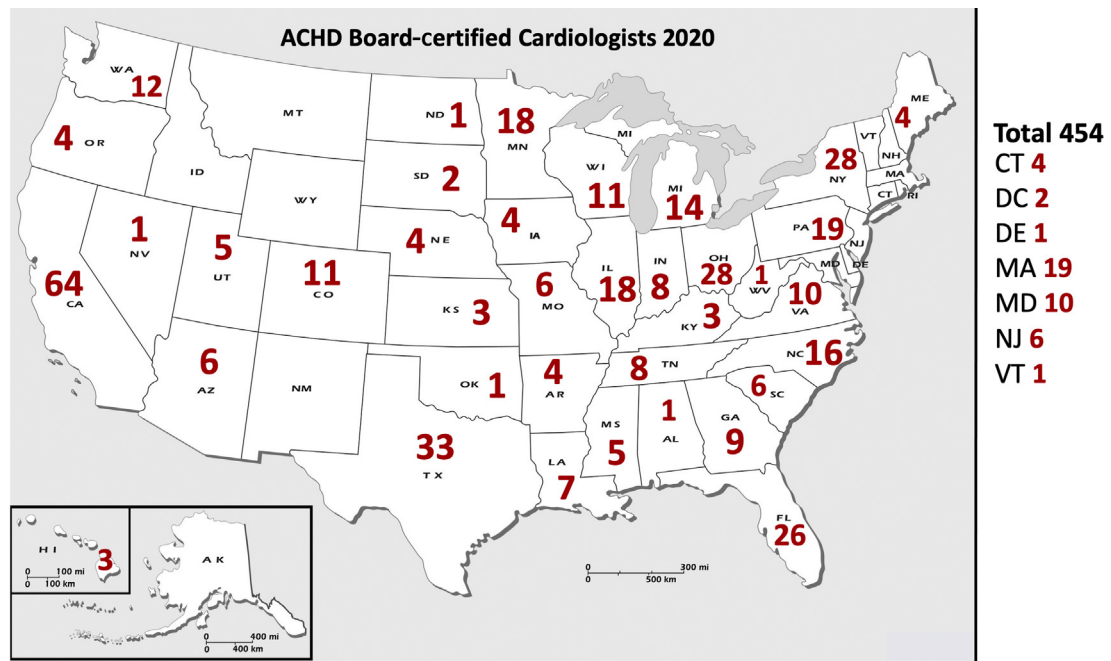 ACHD Board-certified Cardiologists 2020
WA
12
MT
ND 1
18
MN
ME
4
4 OR
ID
SD 2
WI
11
MI
MI
14
VT
NH
28
NY
MA
CT
RI
WY
1
NV
5
UT
4 NE
4 IA
PA 19
NJ
64
CA
11
CO
KS 3
6
MO
IL
18
IN
8
OH
28
1
WV
MD
DE
10
VA
KY 3
6
AZ
NM
OK 1
4
AR
8 TN
NC 16
6 SC
33
TX
LA
7
MS
5
1
AL
GA
9
FL
26
HI
3
0 100 mi
0 100 km
AK
0 400 mi
0 400 km
0 300 mi
0 500 km
Total 454
CT 4
DC 2
DE 1
MA 19
MD 10
NJ 6
VT 1